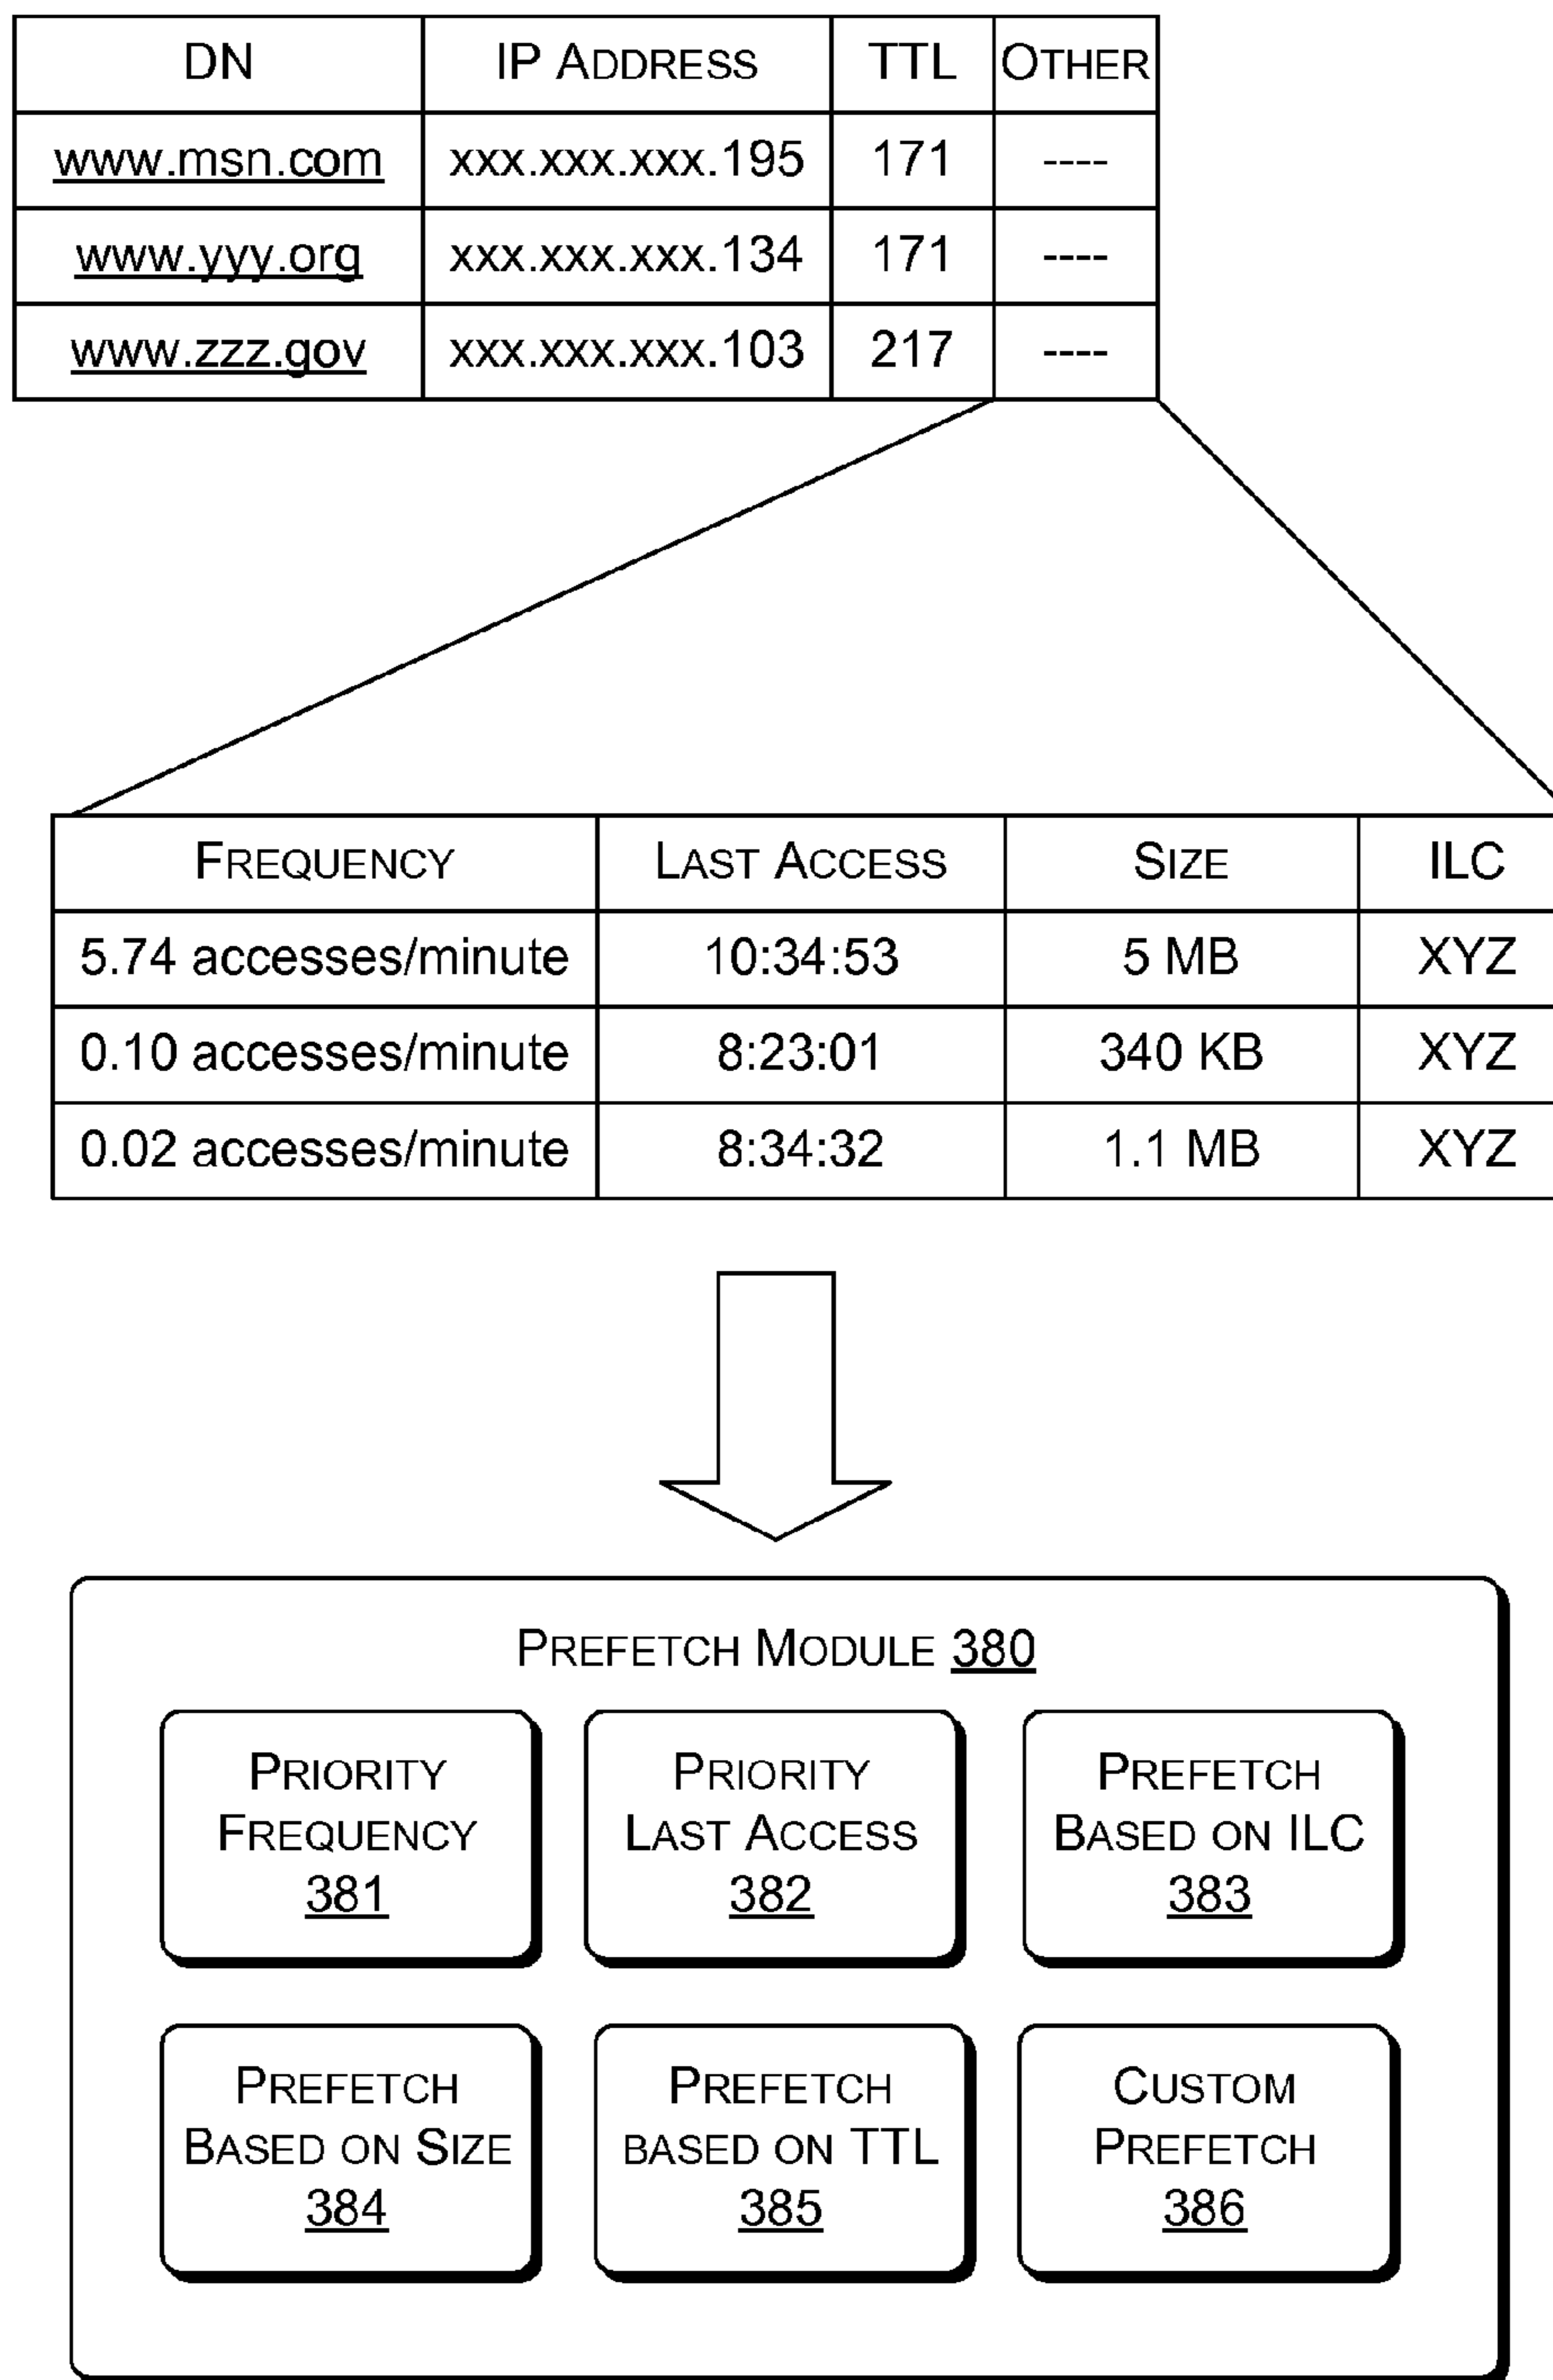 DN IP ADDRESS TTL OTHER
www.msn.com xxx.xxx.xxx.195 171 ----
www.yyy.org xxx.xxx.xxx.134 171 ----
www.zzz.gov xxx.xxx.xxx.103 217 ----
FREQUENCY LAST ACCESS SIZE ILC
5.74 accesses/minute 10:34:53 5 MB XYZ
0.10 accesses/minute 8:23:01 340 KB XYZ
0.02 accesses/minute 8:34:32 1.1 MB XYZ
PREFETCH MODULE 380
PRIORITY
FREQUENCY
381
PRIORITY
LAST ACCESS
382
PREFETCH
BASED ON ILC
383
PREFETCH
BASED ON SIZE
384
PREFETCH
BASED ON TTL
385
CUSTOM
PREFETCH
386